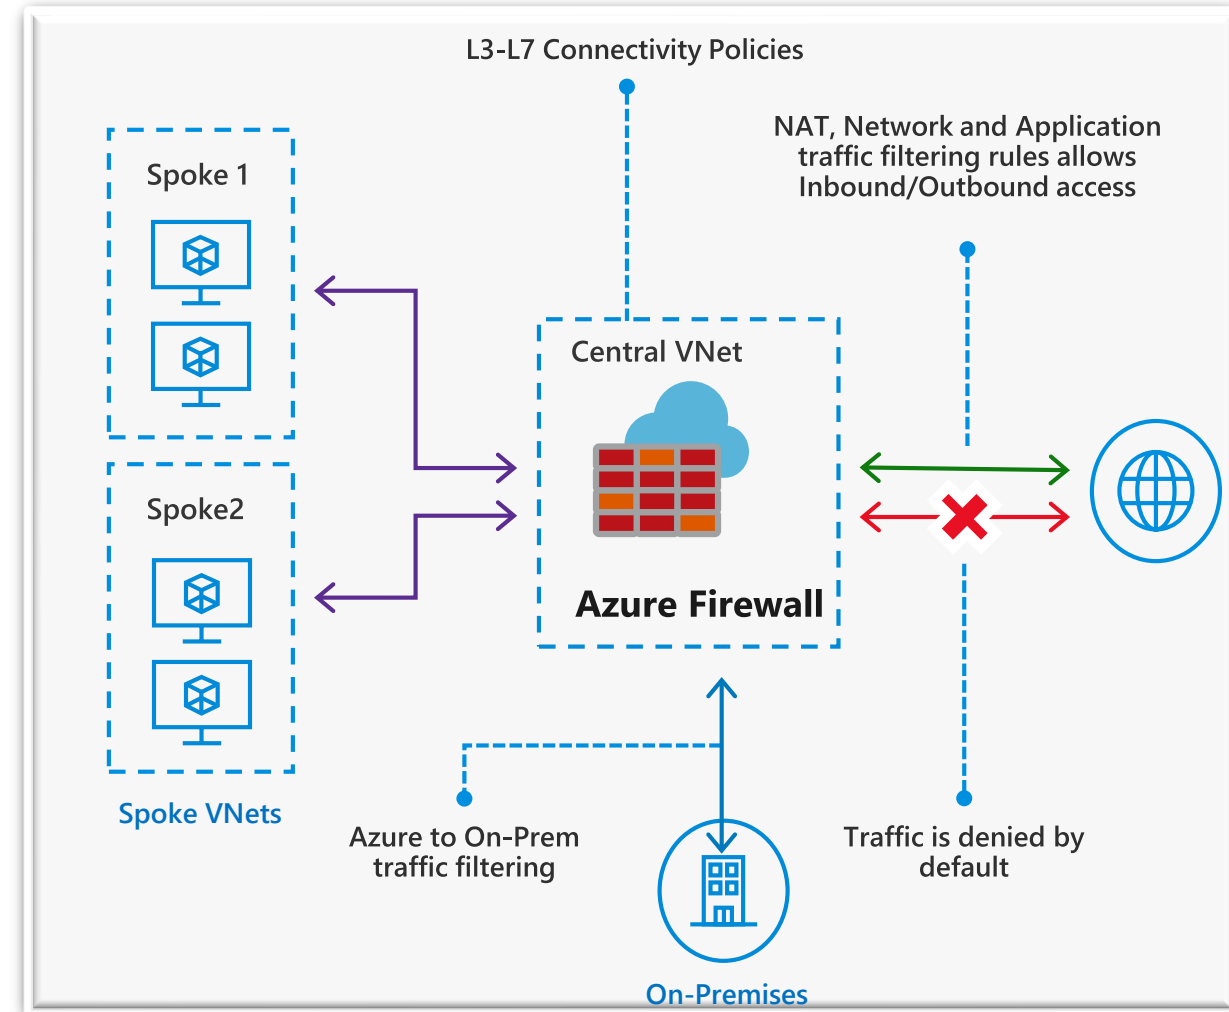 L3-L7 Connectivity Policies
NAT, Network and Application
traffic filtering rules allows
Inbound/Outbound access
Spoke 1
Central VNet
Spoke2
Azure Firewall
Spoke VNets
Azure to On-Prem
traffic filtering
Traffic is denied by
default
On-Premises